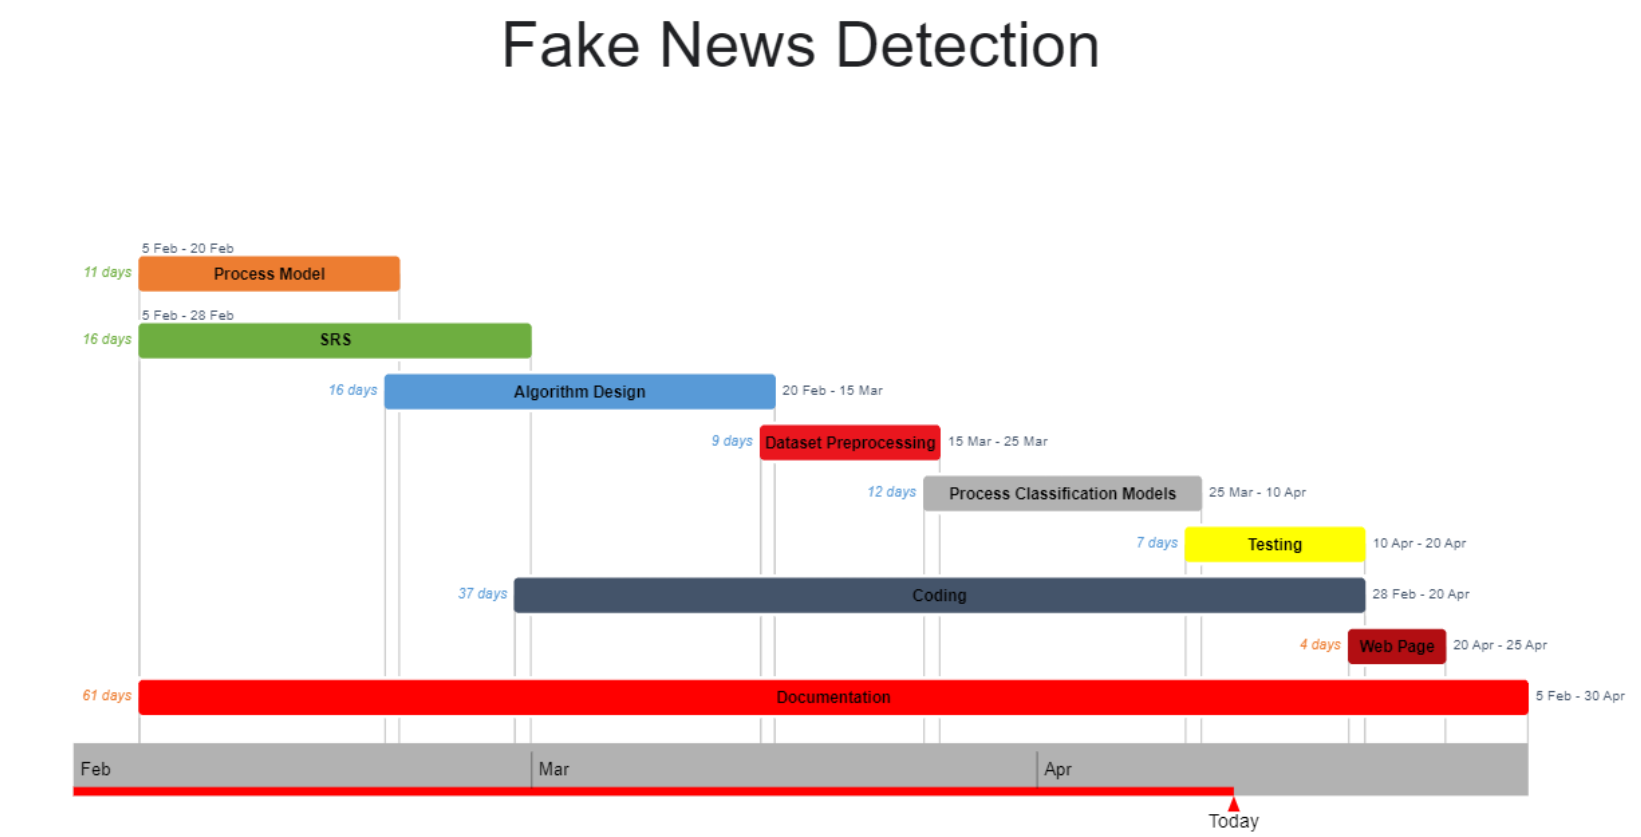 Fake News Detection
5 Feb - 20 Feb
11 days Process Model
5 Feb - 28 Feb
16 days SRS
16 days Algorithm Design 20 Feb - 15 Mar
9 days Dataset Preprocessing 15 Mar - 25 Mar
12 days Process Classification Models 25 Mar - 10 Apr
7 days Testing 10 Apr - 20 Apr
37 days Coding 28 Feb - 20 Apr
4 days Web Page 20 Apr - 25 Apr
61 days Documentation 5 Feb - 30 Apr
Feb Mar Apr
Today